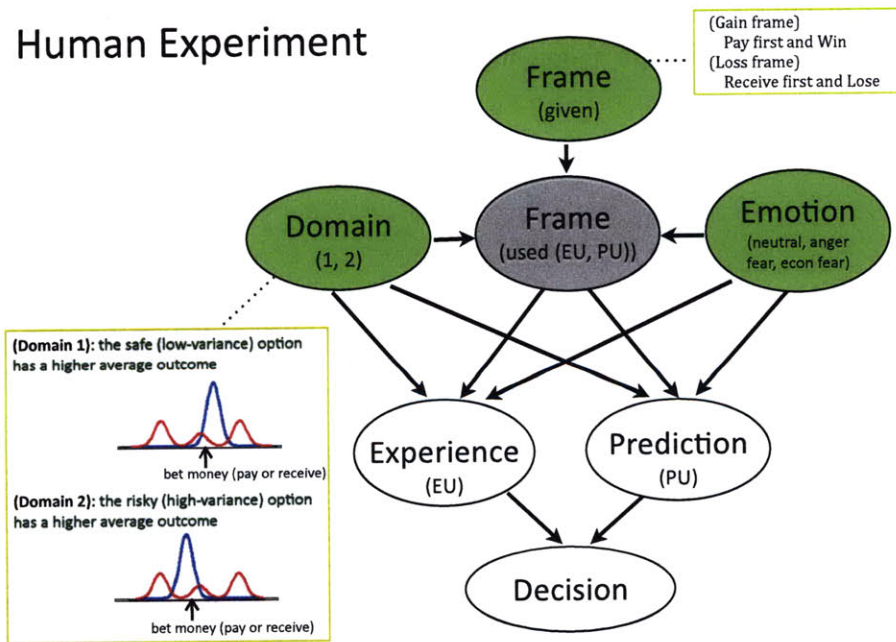 Human Experiment
(Gain frame)
Pay first and Win
(Loss frame)
Receive first and Lose
Frame
(given)
Domain
(1, 2)
Frame
(used (EU, PU))
Emotion
(neutral, anger
fear, econ fear)
(Domain 1): the safe (low-variance) option
has a higher average outcome
bet money (pay or receive)
(Domain 2): the risky (high-variance) option
has a higher average outcome
bet money (pay or receive)
Experience
(EU)
Prediction
(PU)
Decision